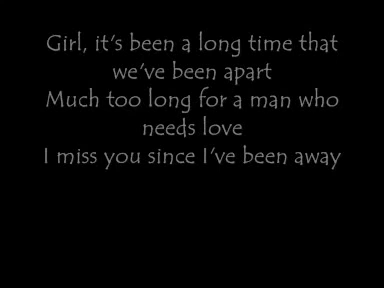 Girl, it's been a long time that
we've been apart
Much too long for a man who
needs love
I miss you since I've been away